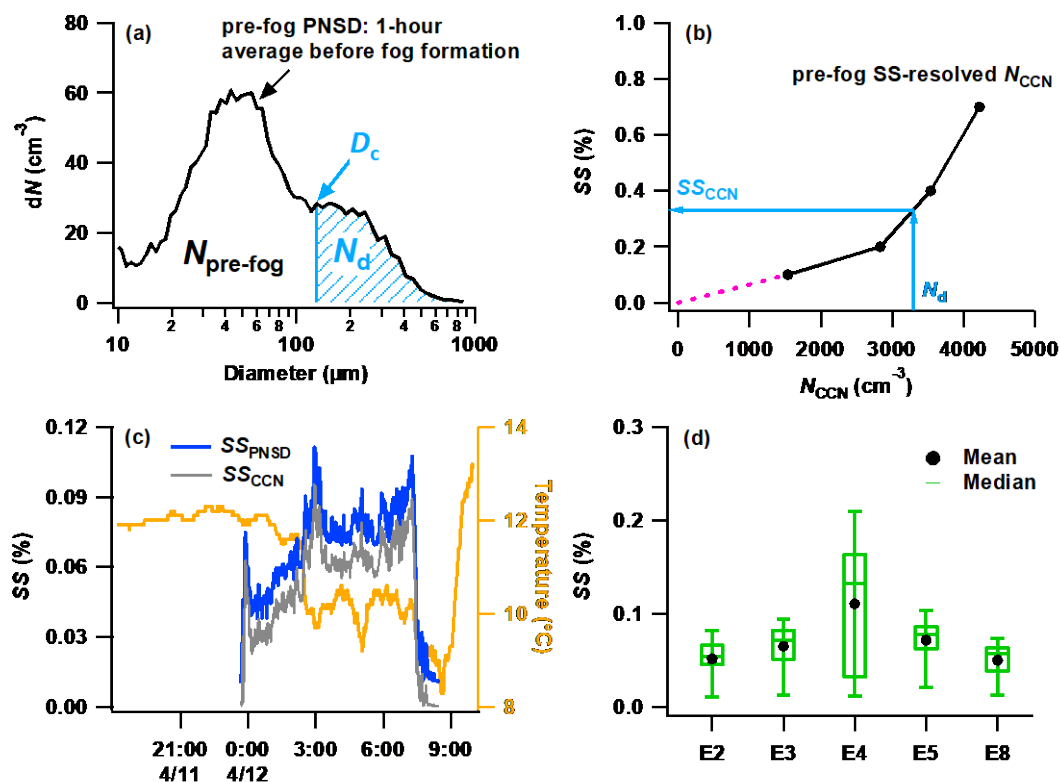 (a)
pre-fog PNSD: 1-hour
average before fog formation
dN (cm⁻³)
80
60
40
20
0
Dc
Npre-fog
Nd
10
2
4
6
8
100
2
4
6
8
1000
Diameter (µm)
(b)
pre-fog SS-resolved NCCN
SS (%)
1.0
0.8
0.6
0.4
0.2
0.0
SSCCN
Nd
0
1000
2000
3000
4000
5000
NCCN (cm⁻³)
(c)
SSPNSD
SSCCN
SS (%)
0.12
0.09
0.06
0.03
0.00
14
12
10
8
Temperature (°C)
21:00
0:00
3:00
6:00
9:00
4/11
4/12
(d)
Mean
Median
SS (%)
0.3
0.2
0.1
0.0
E2
E3
E4
E5
E8